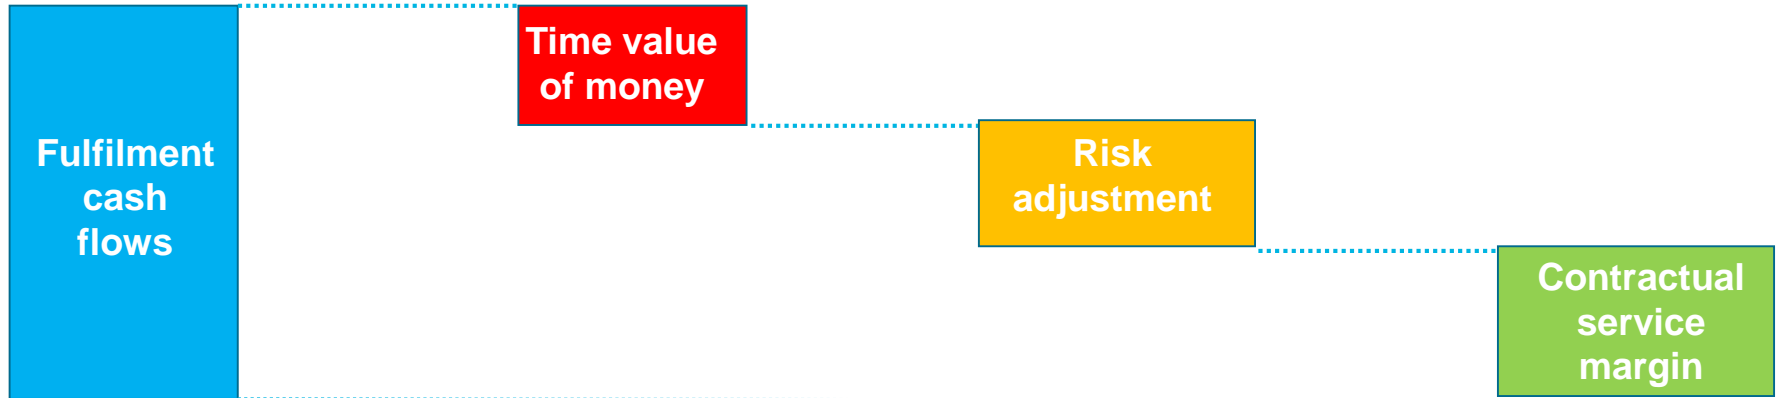 Fulfilment
cash
flows
Time value
of money
Risk
adjustment
Contractual
service
margin